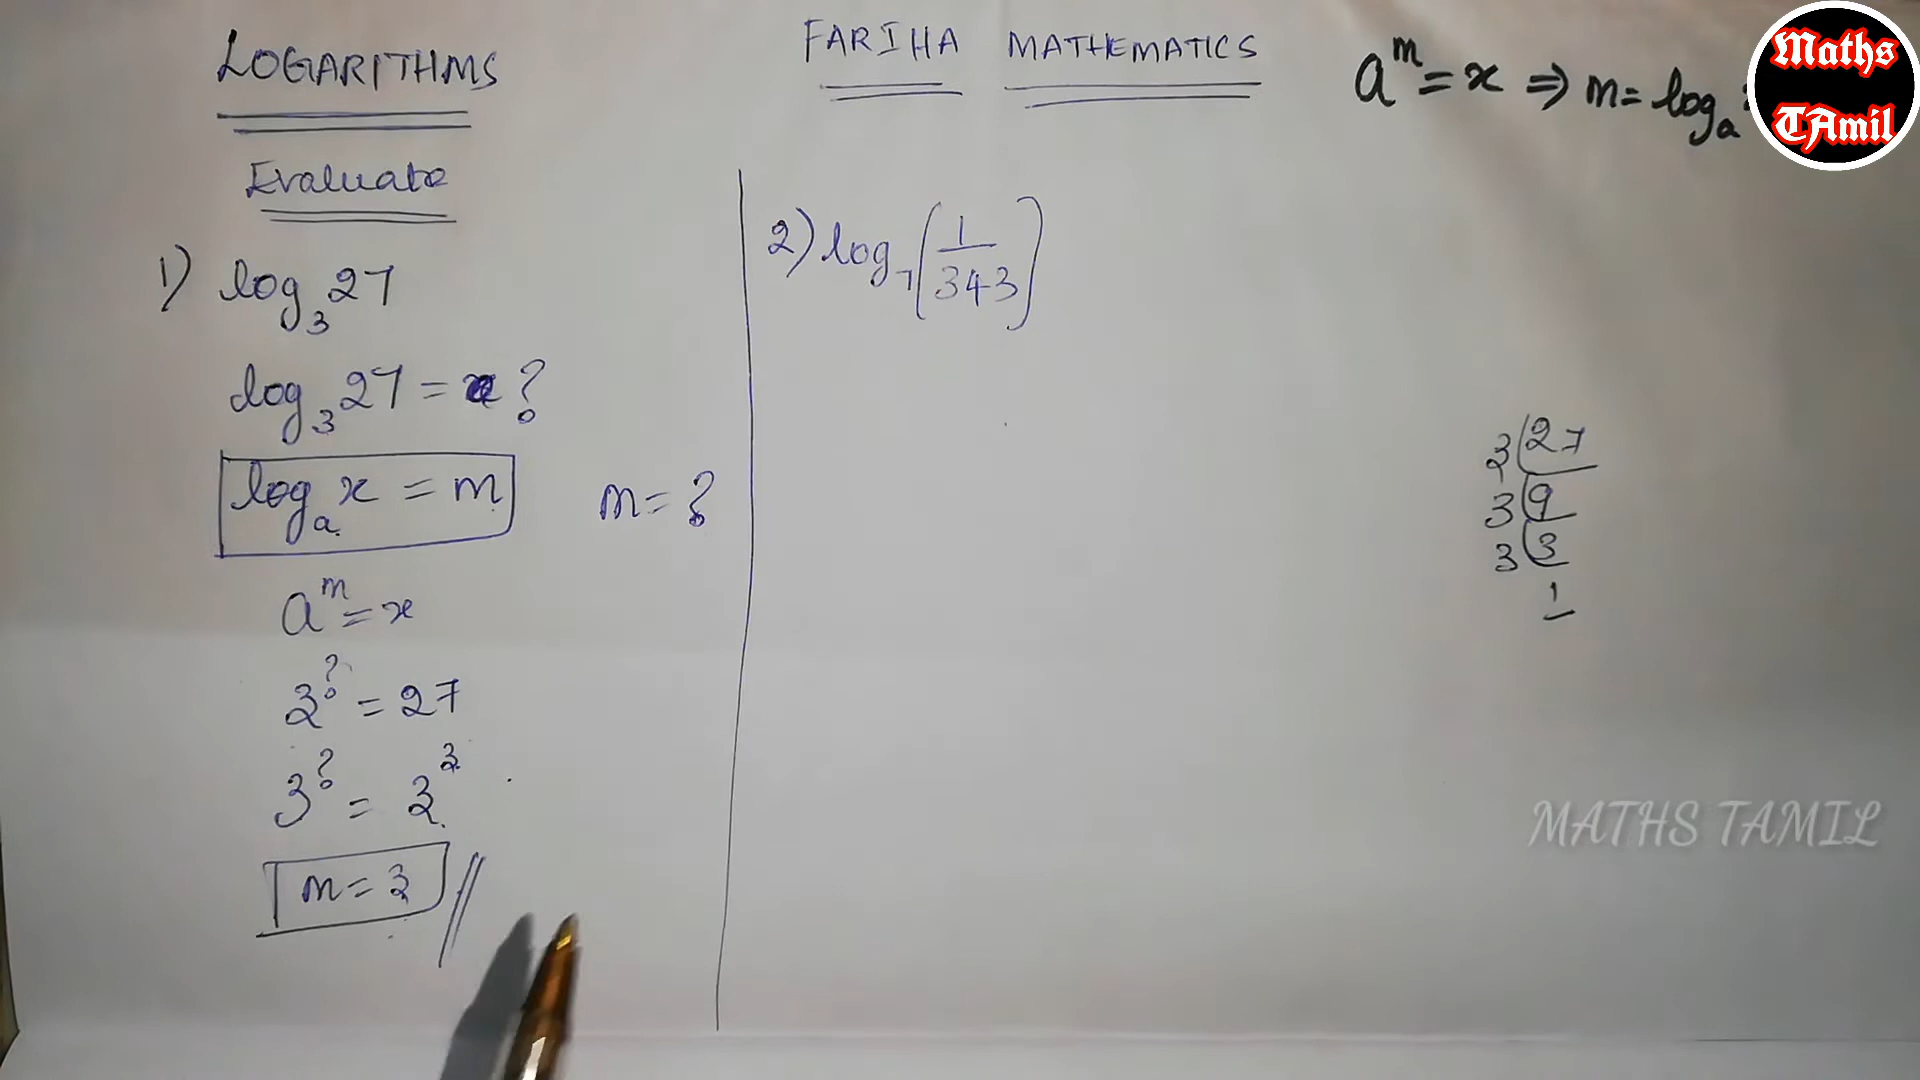 LOGARITHMS
FARIHA MATHEMATICS
a^m = x ⇒ m = log_a
Maths
TAmil
Evaluate
1) log_3 27
log_3 27 = ?
log_a x = m
m = ?
a^m = x
3^? = 27
3^? = 3^3
m = 3
2) log_7 (1/343)
3 | 27
3 | 9
3 | 3
1
MATHS TAMIL